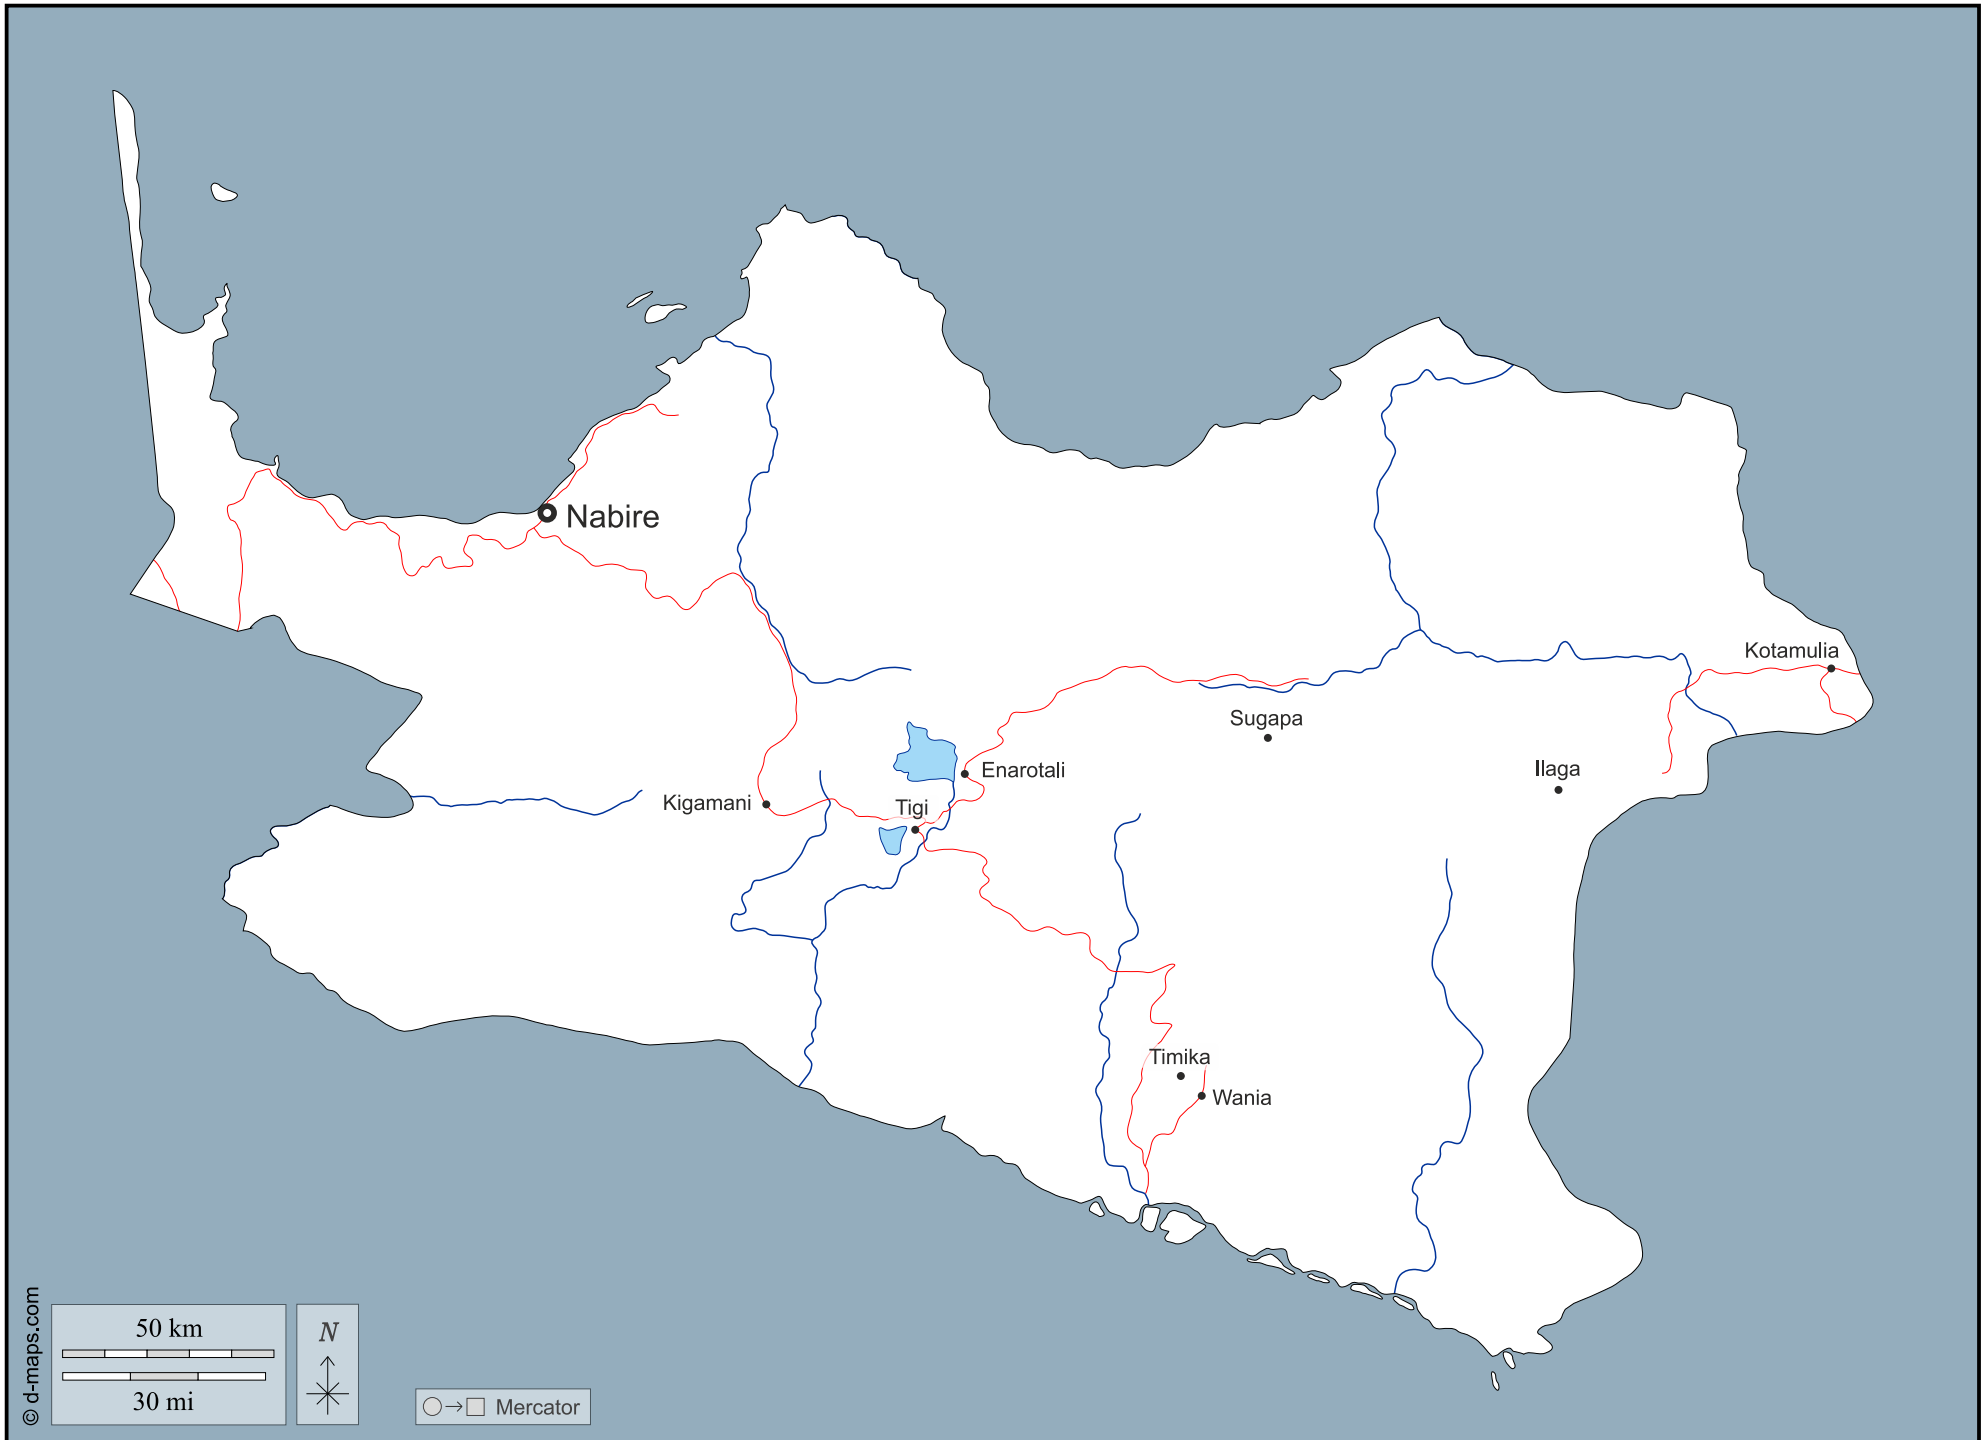 Nabire
Kotamulia
Sugapa
Enarotali
Ilaga
Kigamani
Tigi
Timika
Wania
© d-maps.com
50 km
30 mi
N
Mercator